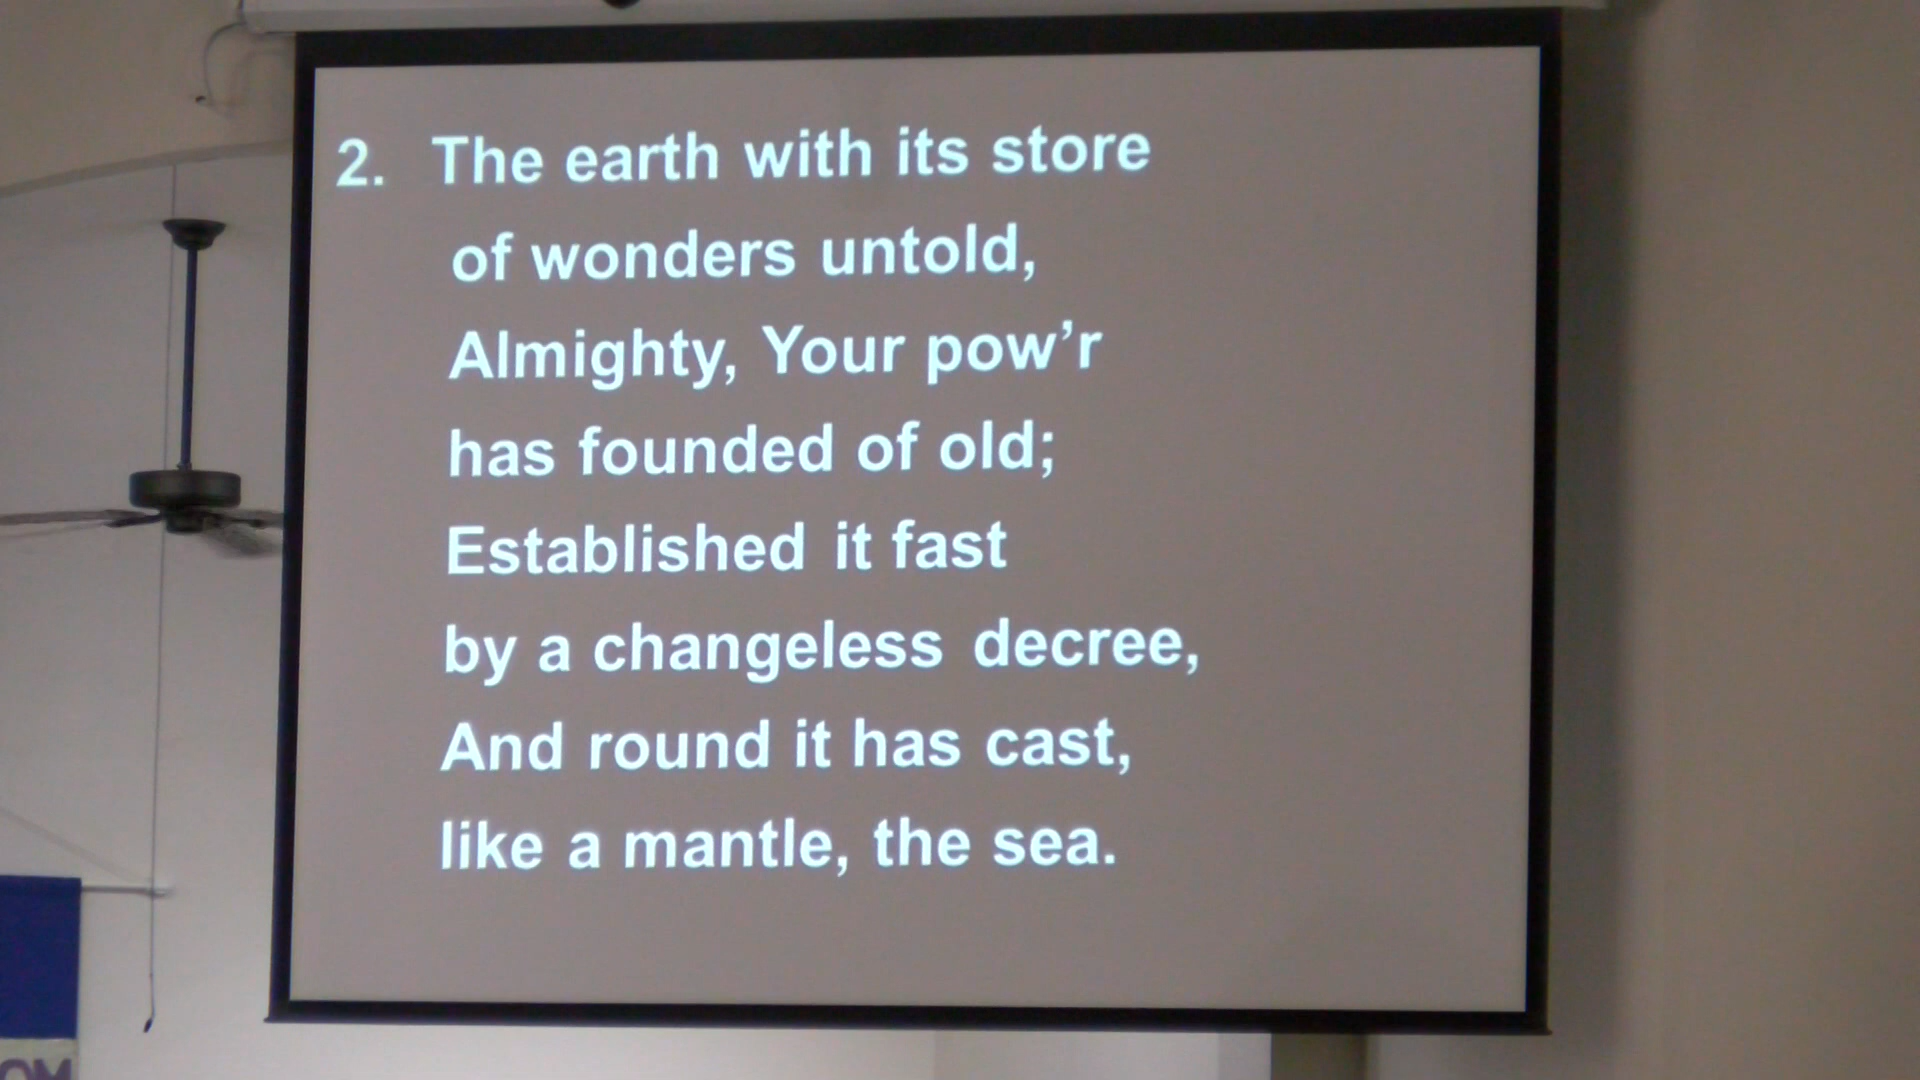 2. The earth with its store
of wonders untold,
Almighty, Your pow’r
has founded of old;
Established it fast
by a changeless decree,
And round it has cast,
like a mantle, the sea.
OM